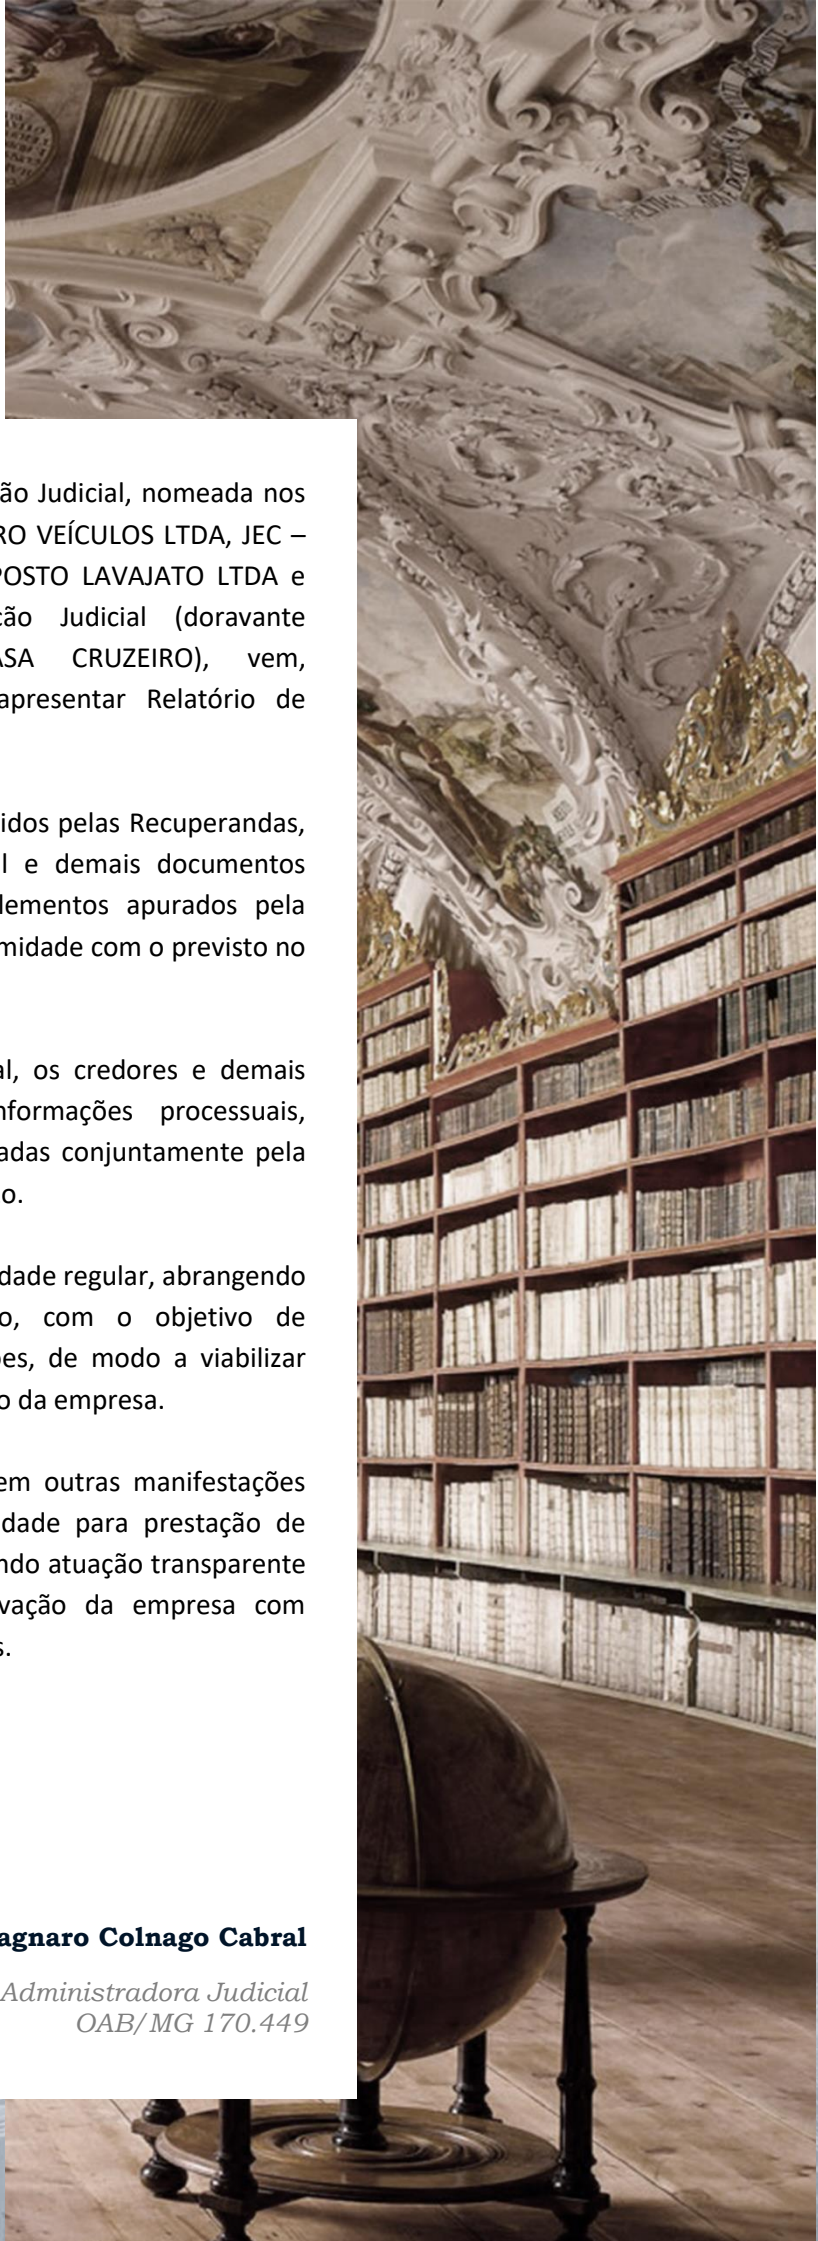 ão Judicial, nomeada nos
RO VEÍCULOS LTDA, JEC –
POSTO LAVAJATO LTDA e
ção Judicial (doravante
ASA CRUZEIRO), vem,
apresentar Relatório de
idos pelas Recuperandas,
l e demais documentos
lementos apurados pela
midade com o previsto no
al, os credores e demais
nformações processuais,
adas conjuntamente pela
o.
dade regular, abrangendo
o, com o objetivo de
ões, de modo a viabilizar
o da empresa.
em outras manifestações
idade para prestação de
ndo atuação transparente
vação da empresa com
s.
agnaro Colnago Cabral
Administradora Judicial
OAB/MG 170.449